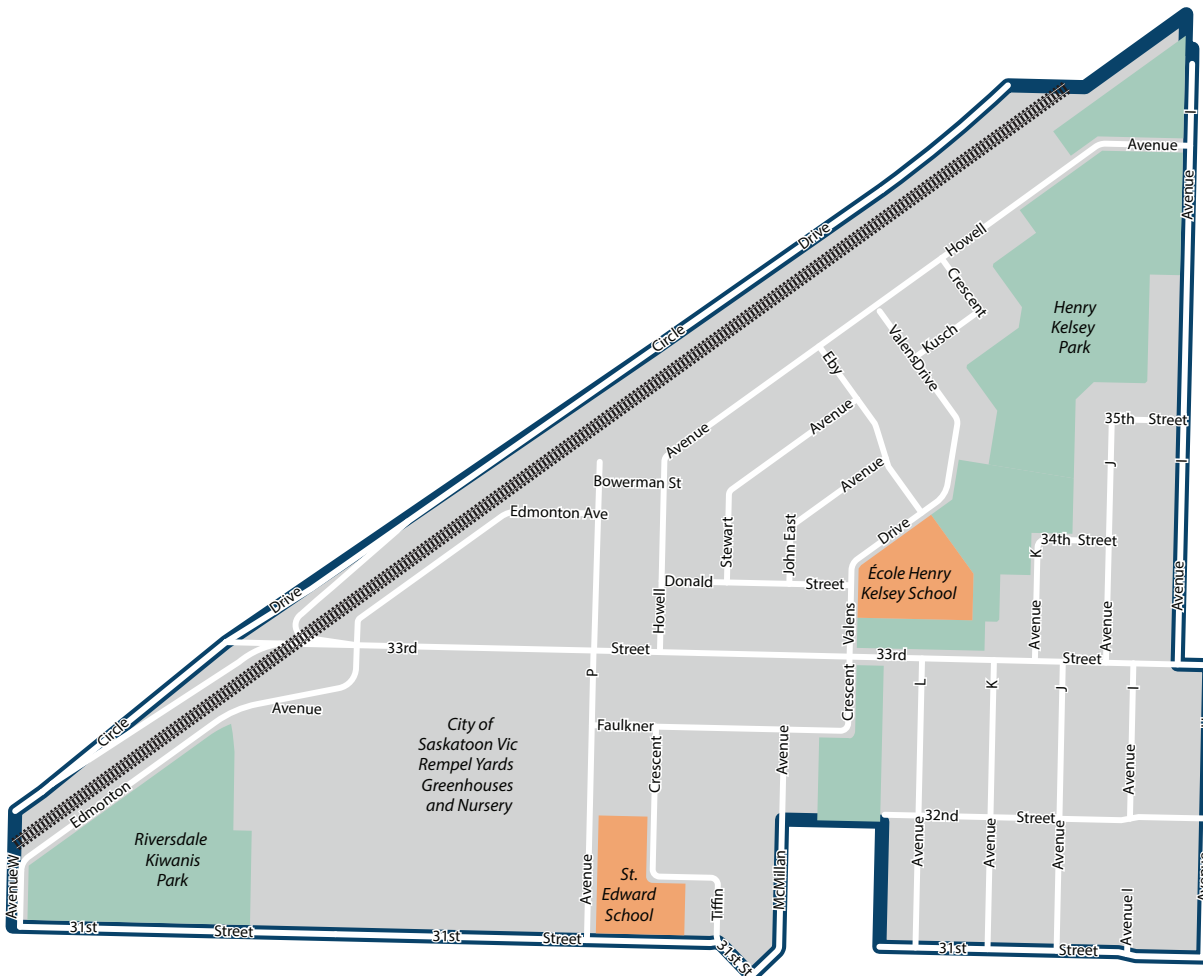 I
Avenue
Avenue
Drive
Howell
Crescent
Kusch
Henry
Kelsey
Park
Circle
ValensDrive
Eby
Avenue
Avenue
35th Street
J
I
Bowerman St
Edmonton Ave
Avenue
Stewart
John East
Drive
34th Street
K
École Henry
Kelsey School
Donald
Street
Drive
Howell
Valens
Avenue
Avenue
Avenue
33rd
Street
33rd
Street
P
L
K
J
I
Avenue
Crescent
Circle
City of
Saskatoon Vic
Rempel Yards
Greenhouses
and Nursery
Faulkner
Crescent
Avenue
Avenue
Edmonton
32nd
Street
Riversdale
Kiwanis
Park
Avenue
Avenue
Avenue
AvenueW
Avenue
St.
Edward
School
Tiffin
McMillan
Avenue I
31st
Street
31st
Street
31st St
31st
Street